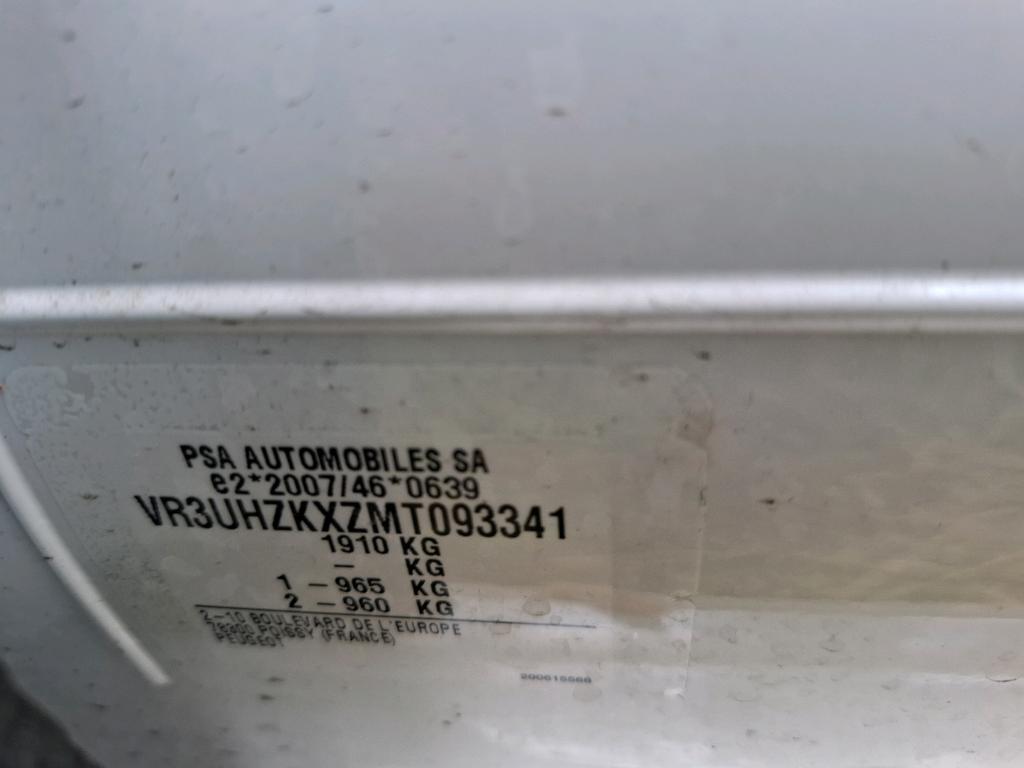 PSA AUTOMOBILES SA
e2*2007/46*0639
VR3UHZKXZMT093341
1910 KG
- KG
1 - 965 KG
2 - 960 KG
2-10 BOULEVARD DE L'EUROPE
POISSY (FRANCE)
PEUGEOT